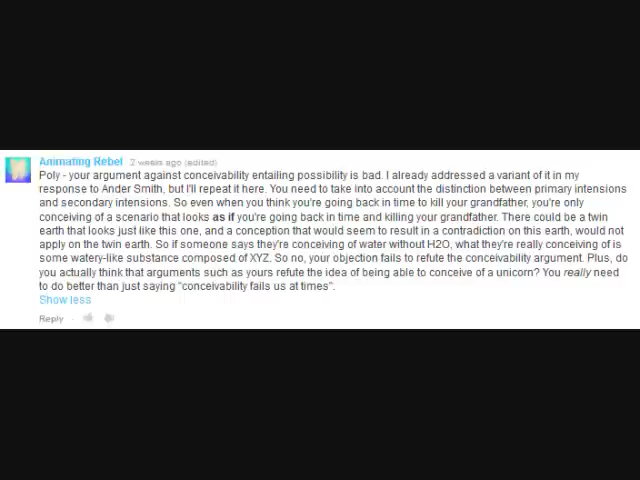 Animating Rebel 2 weeks ago (edited)
Poly - your argument against conceivability entailing possibility is bad. I already addressed a variant of it in my
response to Ander Smith, but I'll repeat it here. You need to take into account the distinction between primary intensions
and secondary intensions. So even when you think you're going back in time to kill your grandfather, you're only
conceiving of a scenario that looks as if you're going back in time and killing your grandfather. There could be a twin
earth that looks just like this one, and a conception that would seem to result in a contradiction on this earth, would not
apply on the twin earth. So if someone says they're conceiving of water without H2O, what they're really conceiving of is
some watery-like substance composed of XYZ. So no, your objection fails to refute the conceivability argument. Plus, do
you actually think that arguments such as yours refute the idea of being able to conceive of a unicorn? You really need
to do better than just saying "conceivability fails us at times".
Show less
Reply